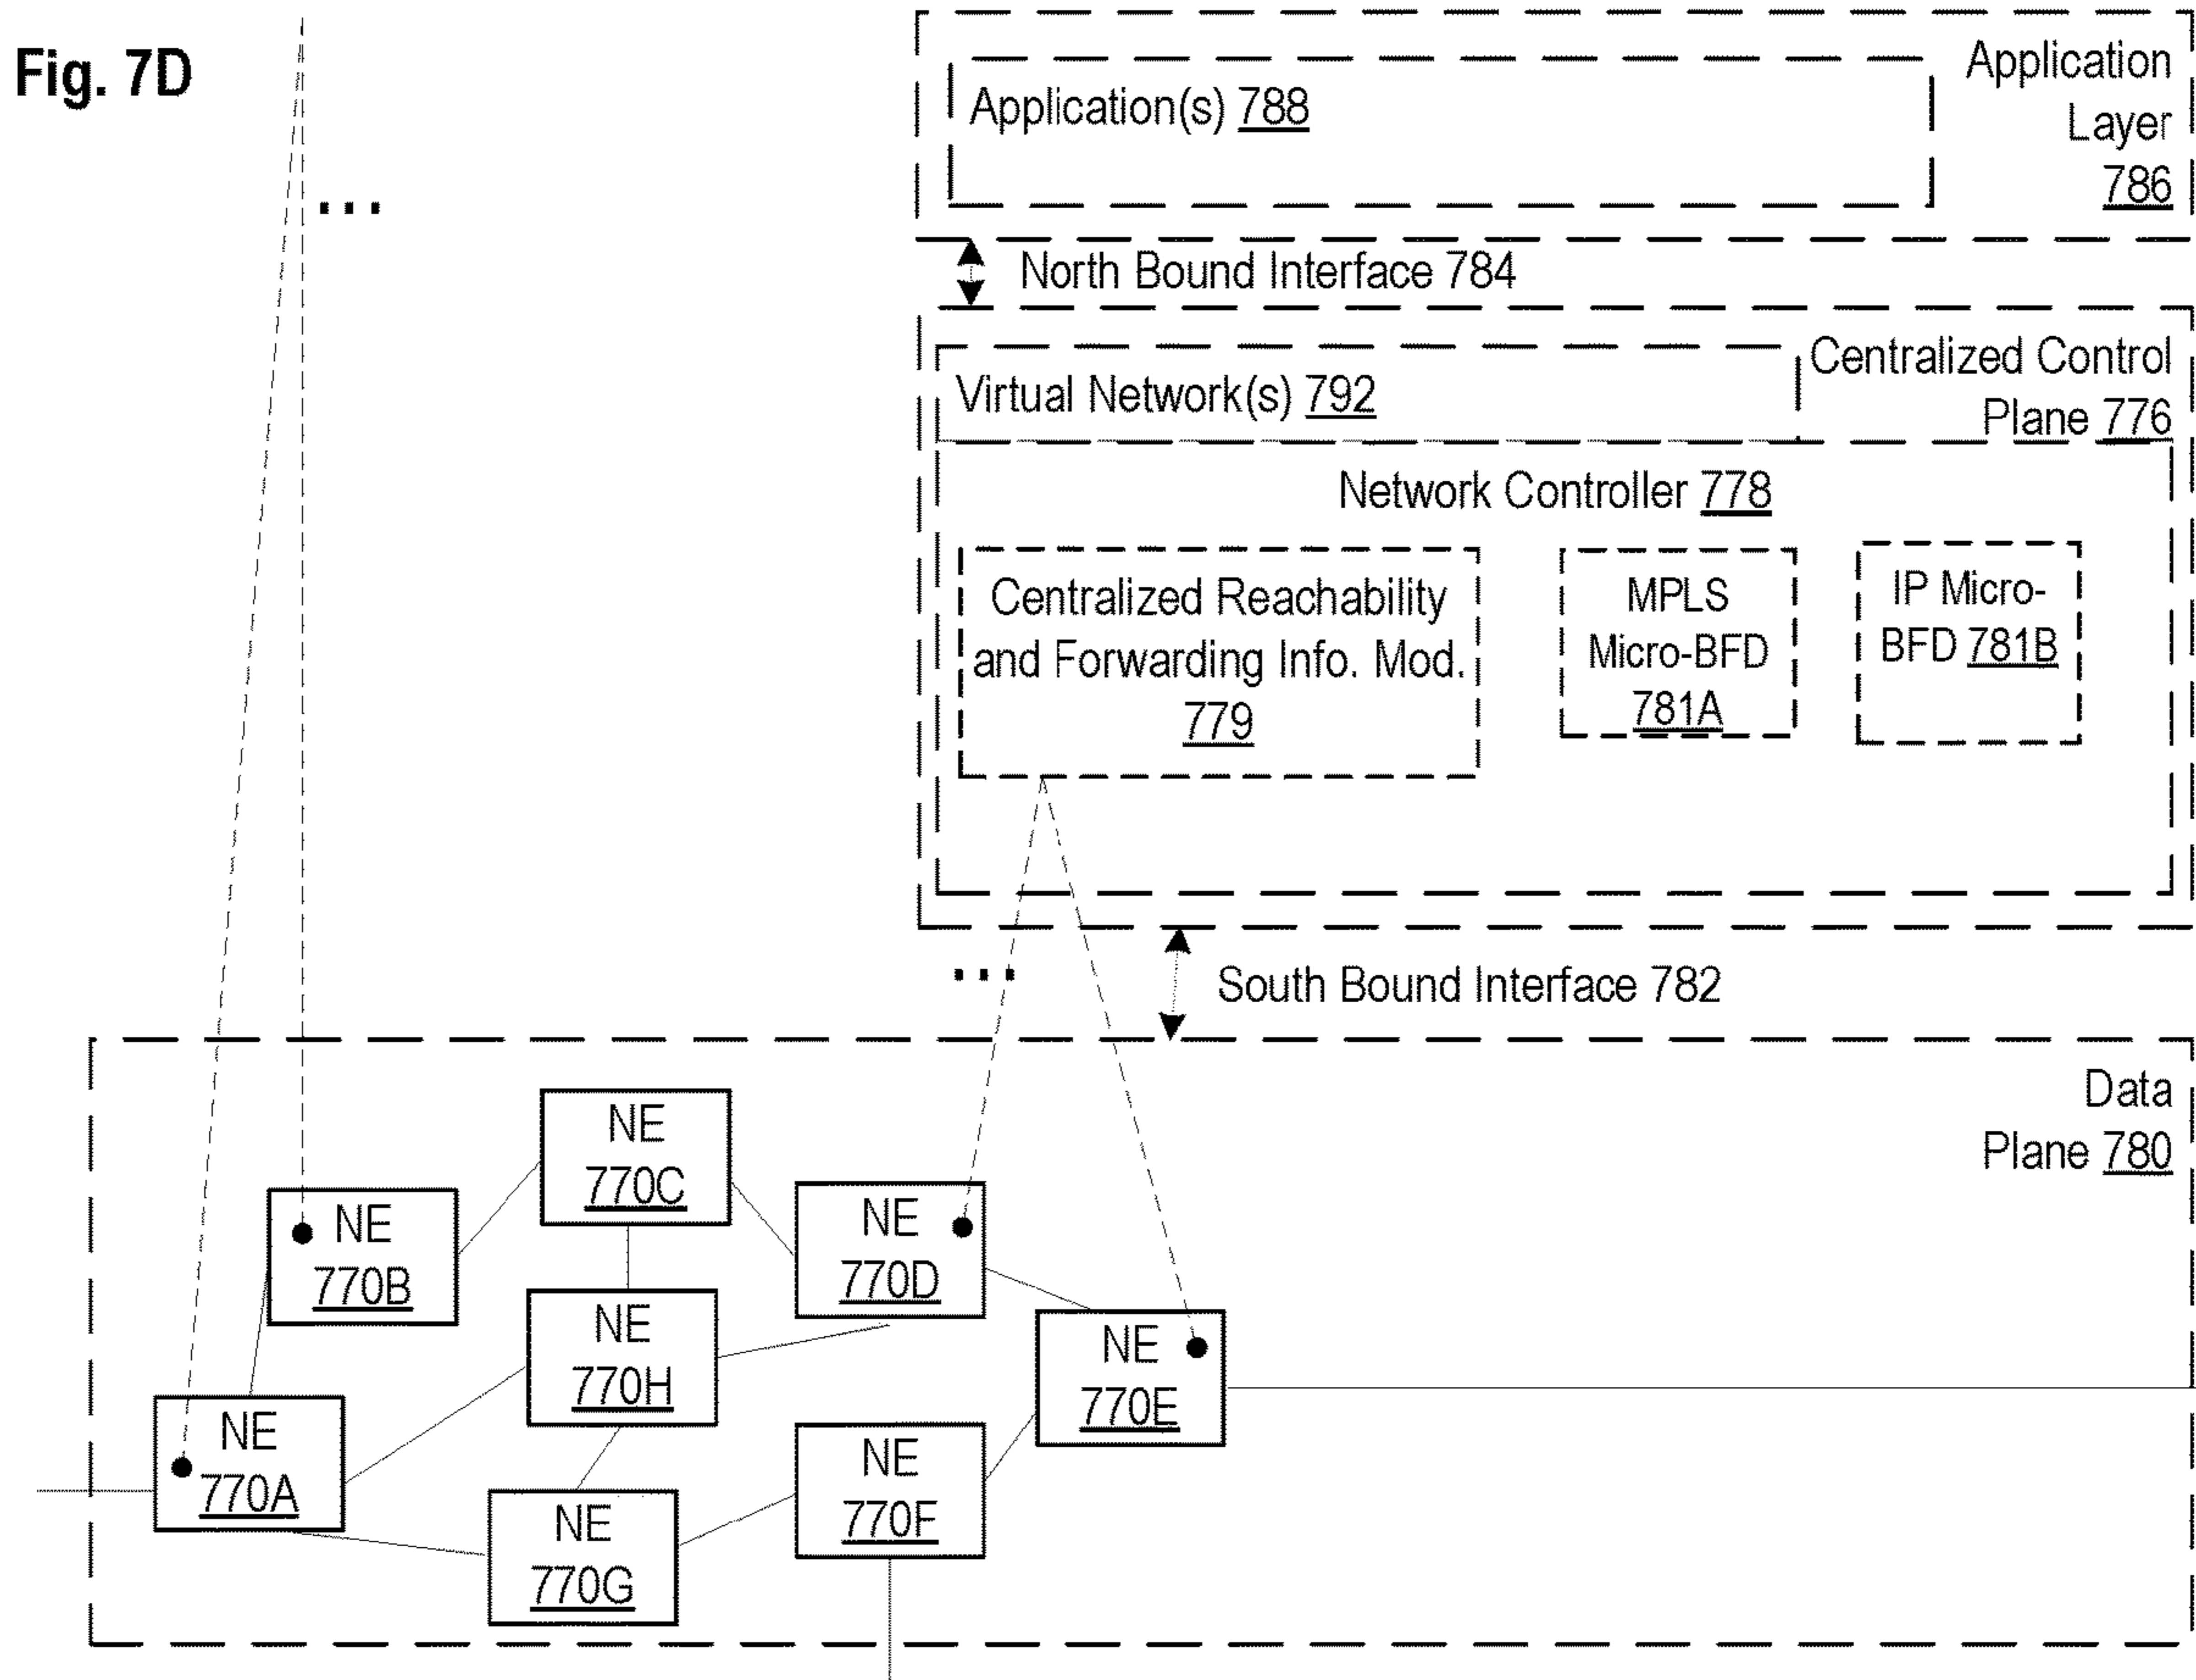 Fig. 7D
...
Application(s) 788
Application
Layer
786
North Bound Interface 784
Virtual Network(s) 792
Centralized Control
Plane 776
Network Controller 778
Centralized Reachability
and Forwarding Info. Mod.
779
MPLS
Micro-BFD
781A
IP Micro-
BFD 781B
...
South Bound Interface 782
Data
Plane 780
NE
770C
NE
770B
NE
770D
NE
770H
NE
770E
NE
770A
NE
770F
NE
770G